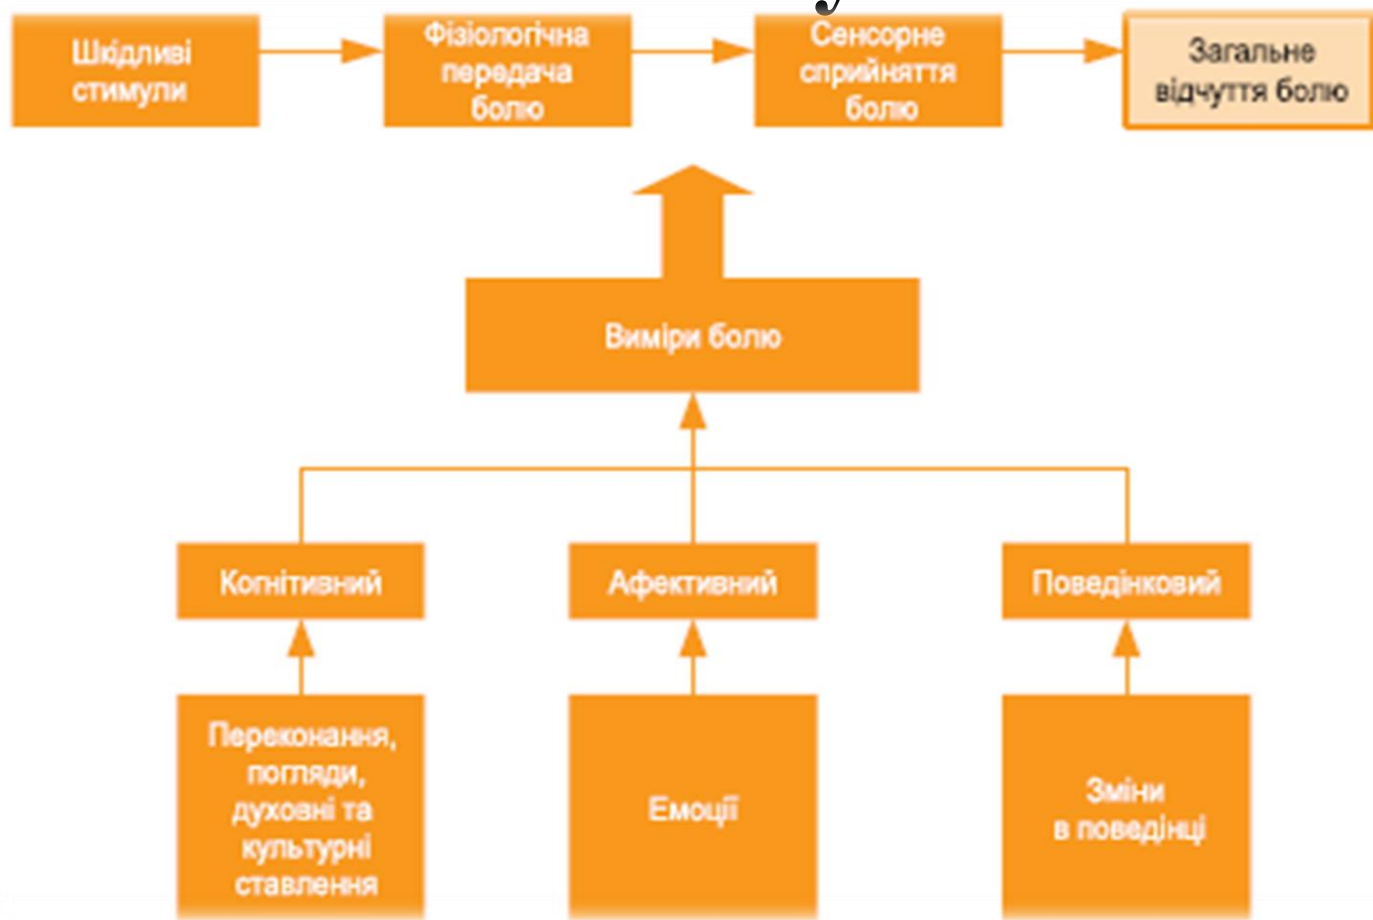 Шкідливі
стимули
Фізіологічна
передача
болю
Сенсорне
сприйняття
болю
Загальне
відчуття болю
Виміри болю
Когнітивний
Афективний
Поведінковий
Переконання,
погляди,
духовні та
культурні
ставлення
Емоції
Зміни
в поведінці